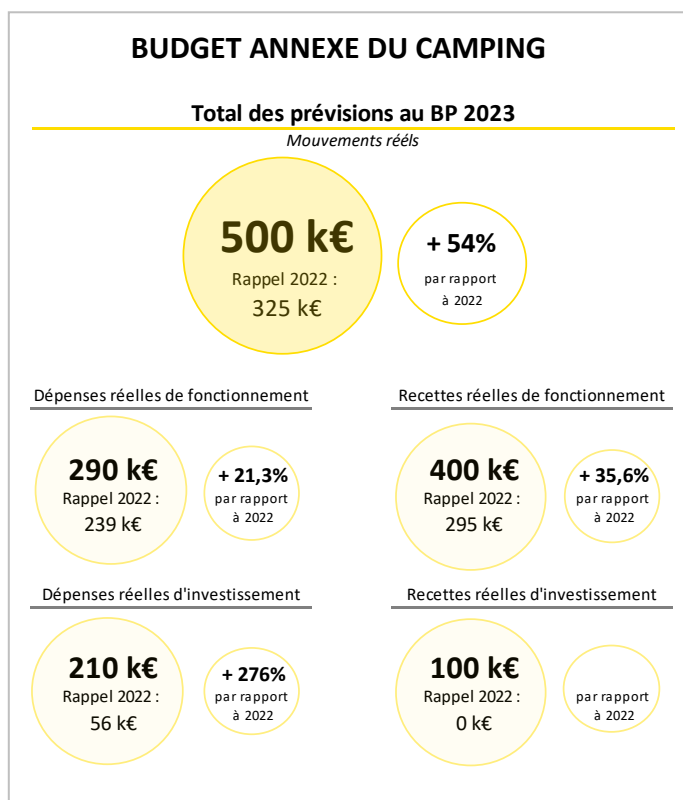 BUDGET ANNEXE DU CAMPING
Total des prévisions au BP 2023
Mouvements rééls
500 k€
Rappel 2022 :
325 k€
+ 54%
par rapport
à 2022
Dépenses réelles de fonctionnement
290 k€
Rappel 2022 :
239 k€
+ 21,3%
par rapport
à 2022
Recettes réelles de fonctionnement
400 k€
Rappel 2022 :
295 k€
+ 35,6%
par rapport
à 2022
Dépenses réelles d'investissement
210 k€
Rappel 2022 :
56 k€
+ 276%
par rapport
à 2022
Recettes réelles d'investissement
100 k€
Rappel 2022 :
0 k€
par rapport
à 2022